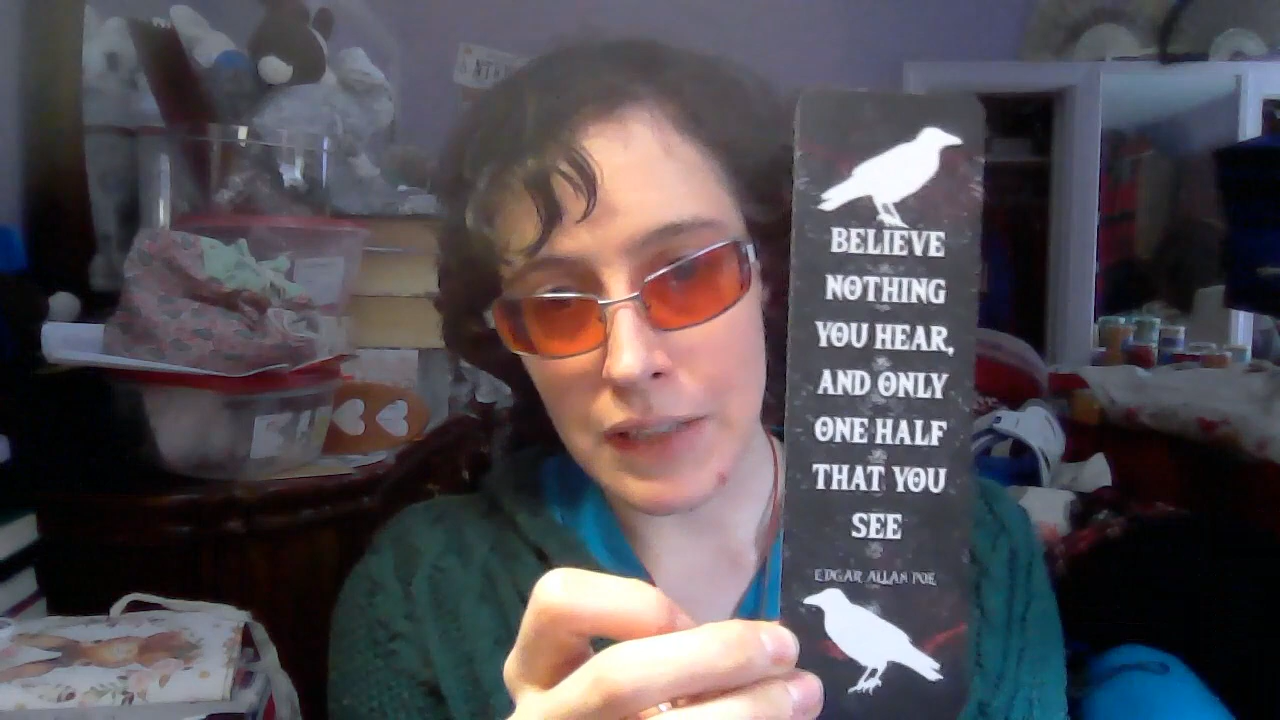 BELIEVE
NOTHING
YOU HEAR,
AND ONLY
ONE HALF
THAT YOU
SEE
EDGAR ALLAN POE